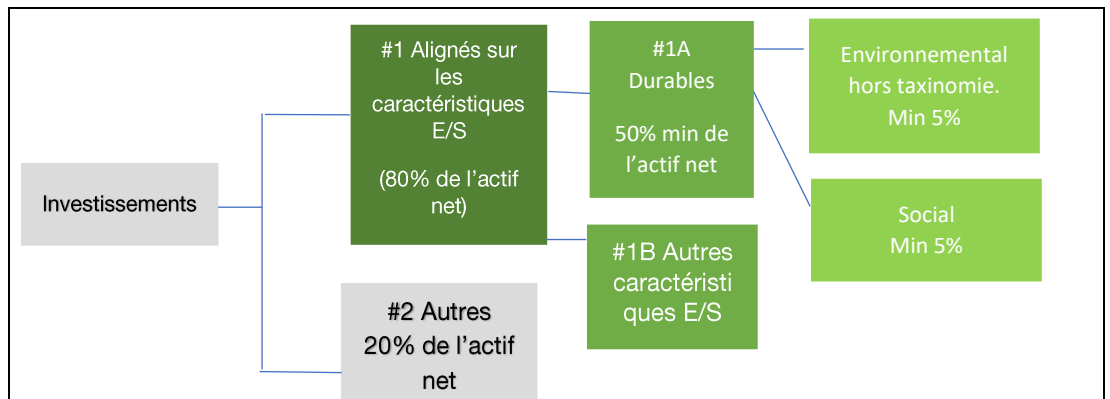 Investissements
#1 Alignés sur
les
caractéristiques
E/S
(80% de l’actif
net)
#2 Autres
20% de l’actif
net
#1A
Durables
50% min de
l’actif net
#1B Autres
caractéristi
ques E/S
Environnemental
hors taxinomie.
Min 5%
Social
Min 5%